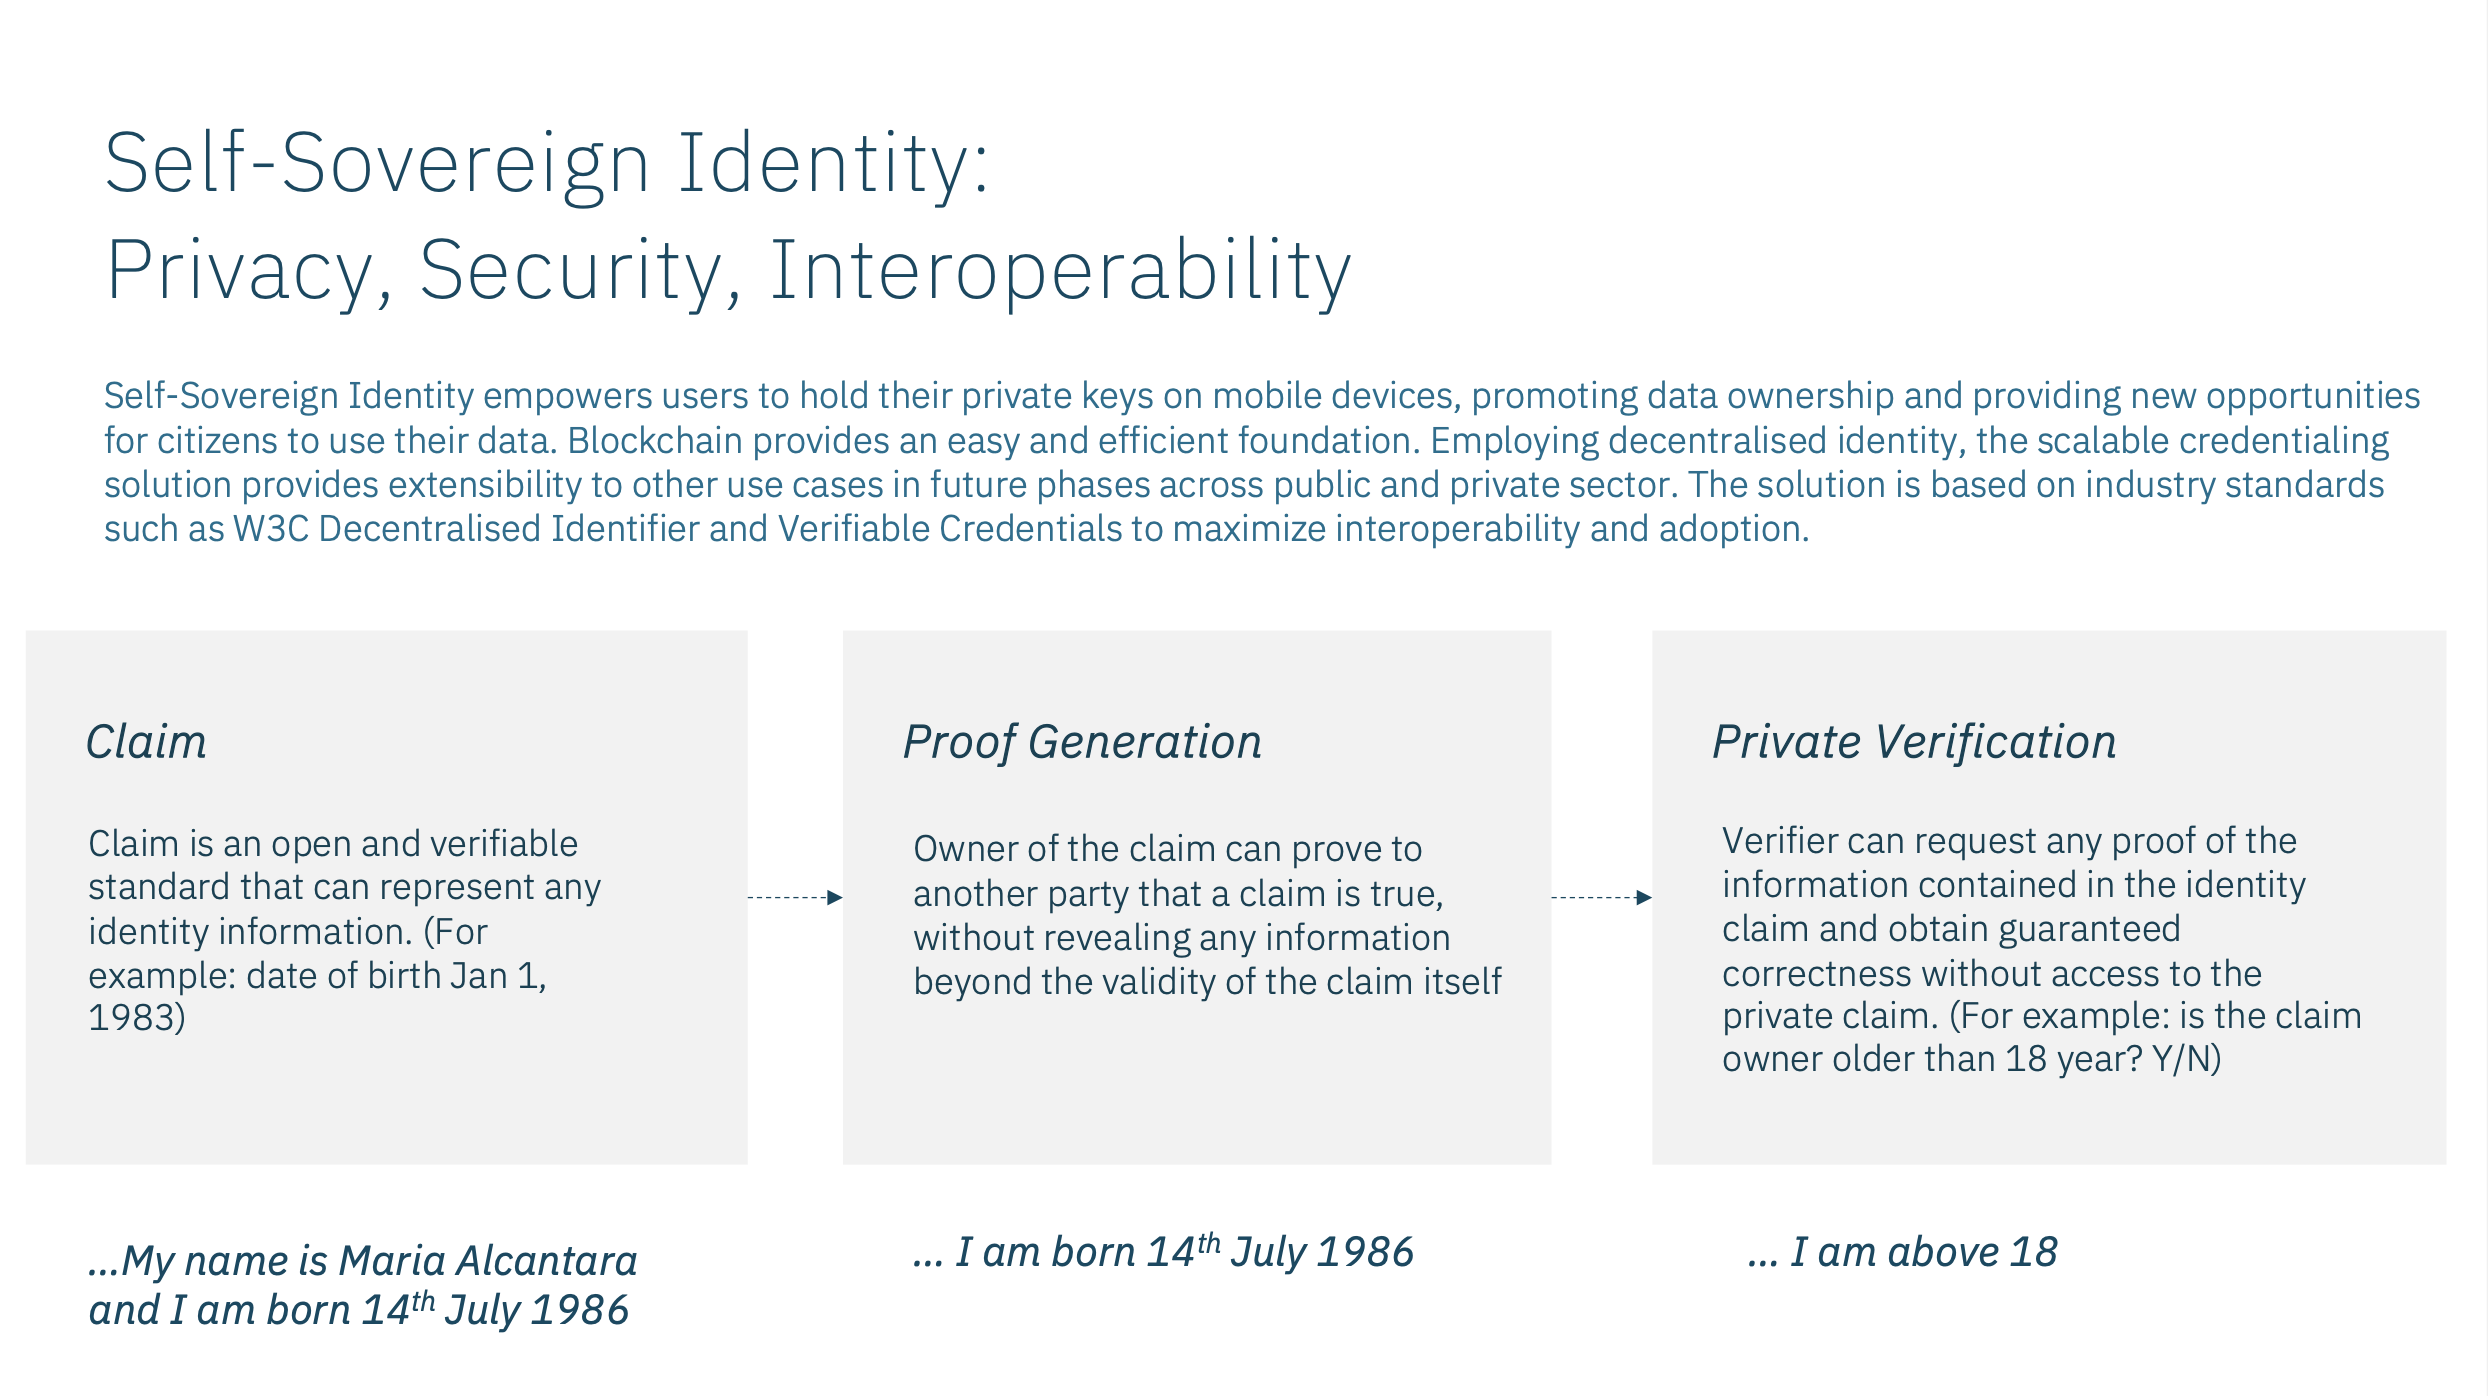 Self-Sovereign Identity:
Privacy, Security, Interoperability
Self-Sovereign Identity empowers users to hold their private keys on mobile devices, promoting data ownership and providing new opportunities
for citizens to use their data. Blockchain provides an easy and efficient foundation. Employing decentralised identity, the scalable credentialing
solution provides extensibility to other use cases in future phases across public and private sector. The solution is based on industry standards
such as W3C Decentralised Identifier and Verifiable Credentials to maximize interoperability and adoption.
Claim
Claim is an open and verifiable
standard that can represent any
identity information. (For
example: date of birth Jan 1,
1983)
Proof Generation
Owner of the claim can prove to
another party that a claim is true,
without revealing any information
beyond the validity of the claim itself
Private Verification
Verifier can request any proof of the
information contained in the identity
claim and obtain guaranteed
correctness without access to the
private claim. (For example: is the claim
owner older than 18 year? Y/N)
...My name is Maria Alcantara
and I am born 14th July 1986
... I am born 14th July 1986
... I am above 18